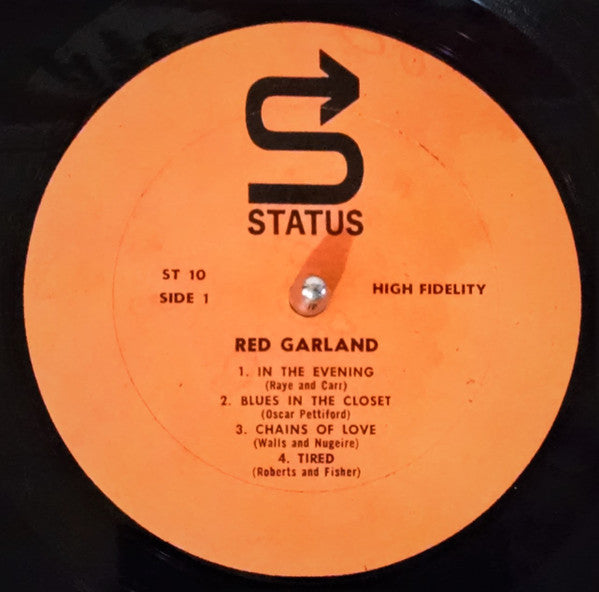 STATUS
ST 10
SIDE 1
HIGH FIDELITY
RED GARLAND
1. IN THE EVENING
(Raye and Carr)
2. BLUES IN THE CLOSET
(Oscar Pettiford)
3. CHAINS OF LOVE
(Walls and Nugeire)
4. TIRED
(Roberts and Fisher)